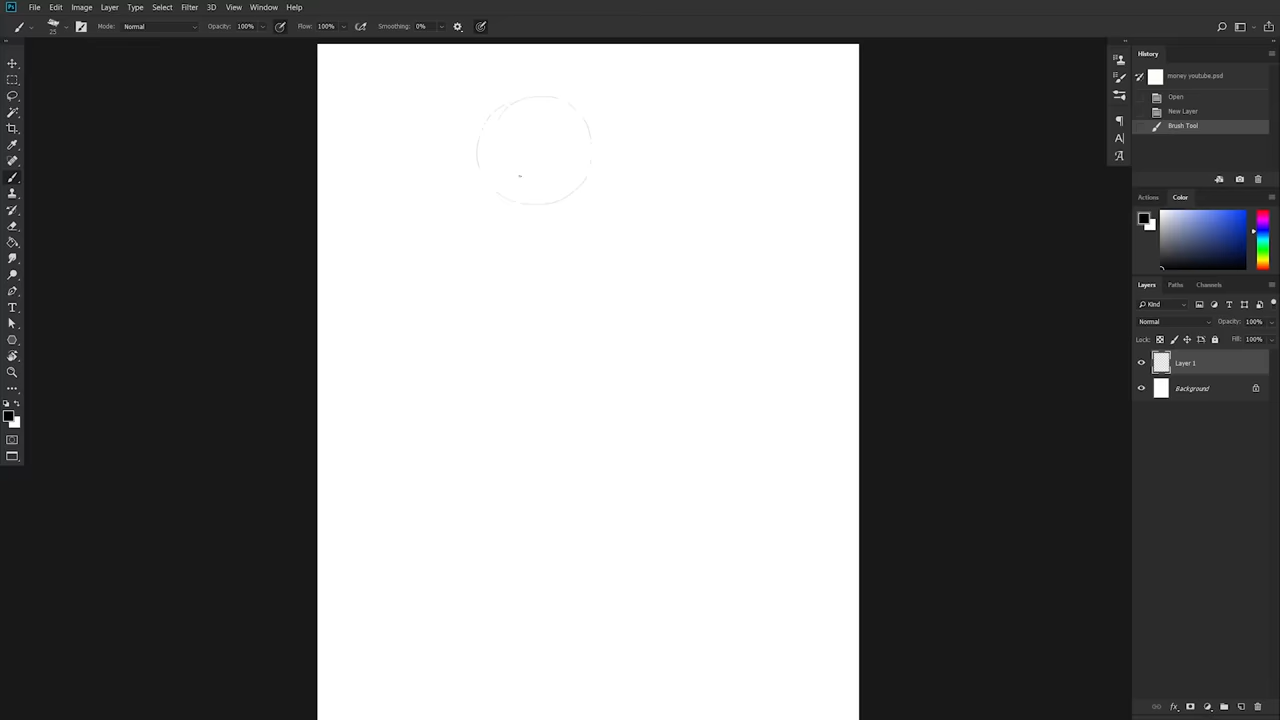 Ps File Edit Image Layer Type Select Filter 3D View Window Help
25 Mode: Normal Opacity: 100% Flow: 100% Smoothing: 0%
History
money youtube.psd
Open
New Layer
Brush Tool
Actions Color
Layers Paths Channels
Kind
Normal Opacity: 100%
Lock: Fill: 100%
Layer 1
Background